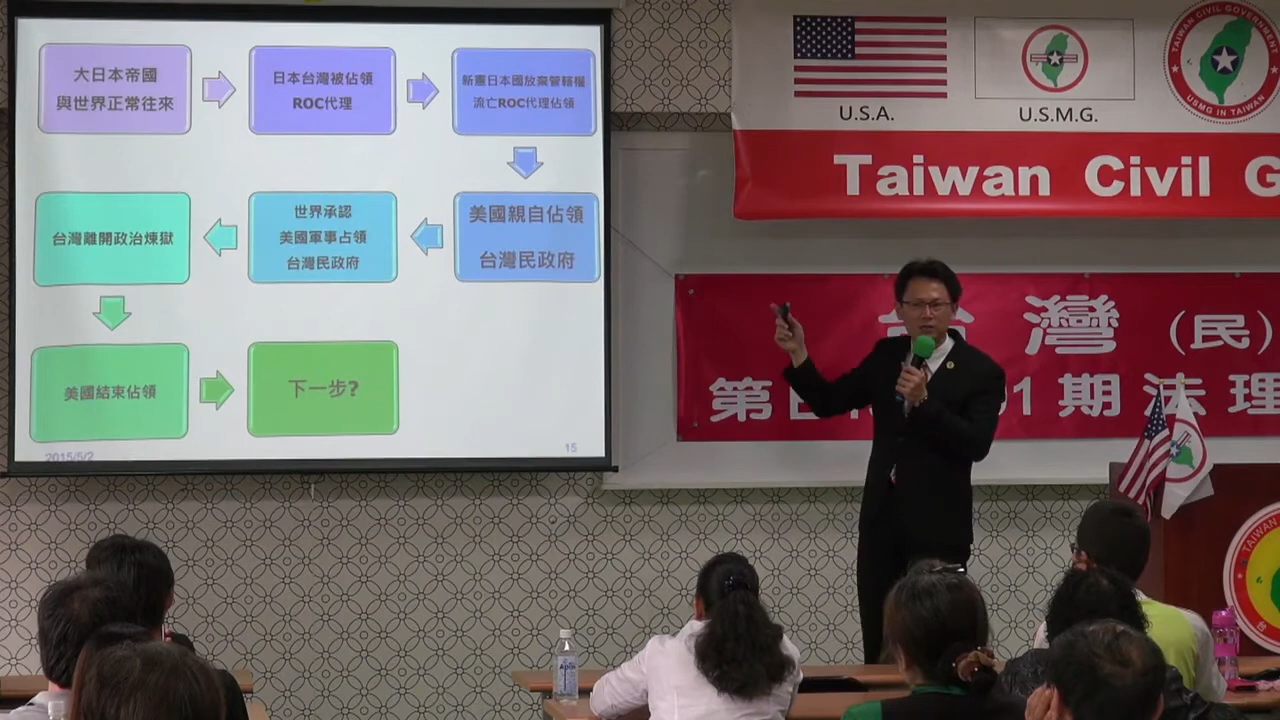 大日本帝國
與世界正常往來
日本台灣被佔領
ROC代理
新憲日本國放棄管轄權
流亡ROC代理佔領
台灣離開政治煉獄
世界承認
美國軍事占領
台灣民政府
美國親自佔領
台灣民政府
美國結束佔領
下一步?
2015/5/2
15
U.S.A.
U.S.M.G.
TAIWAN CIVIL GOVERNMENT
USMG IN TAIWAN
Taiwan Civil G
台灣(民)
第 1期法理
TAIWAN
台